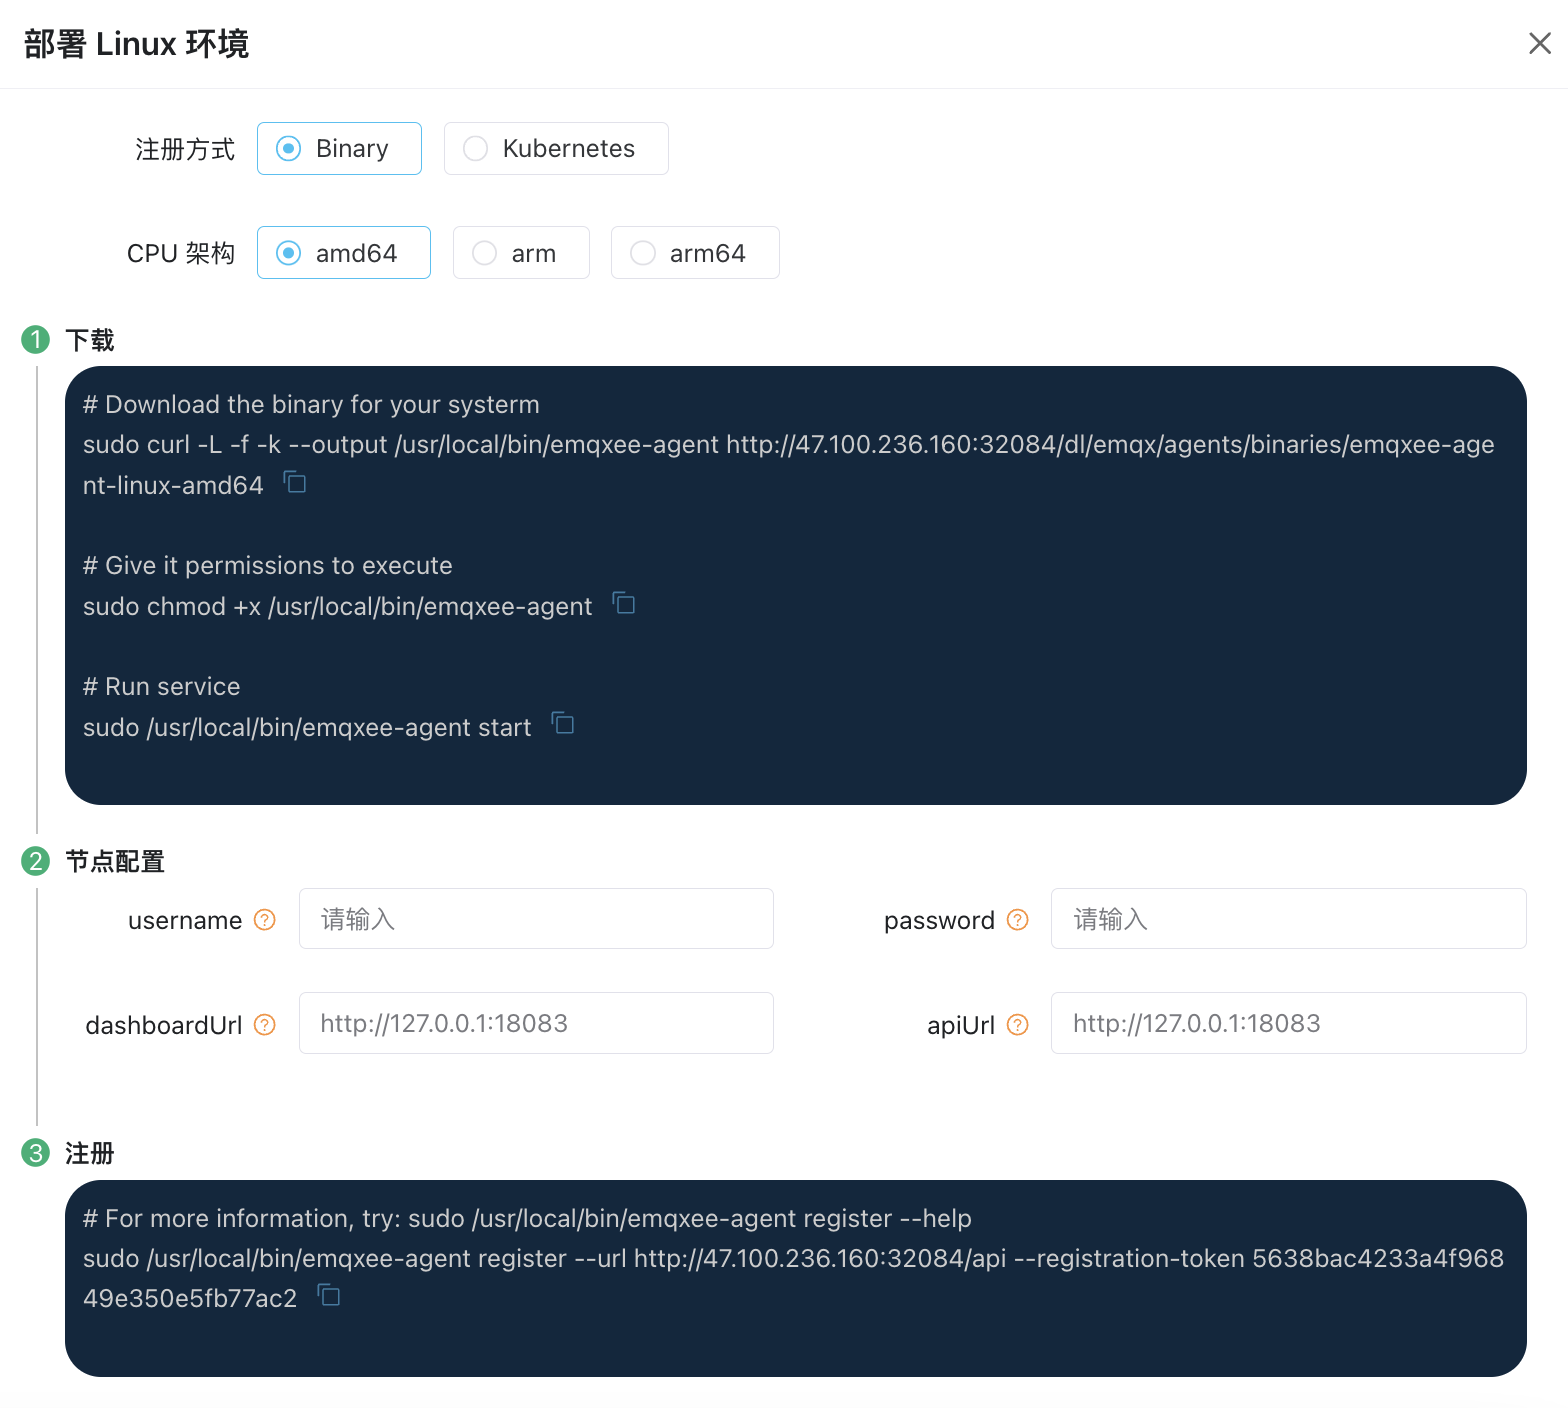 部署 Linux 环境
注册方式 Binary Kubernetes
CPU 架构 amd64 arm arm64
1 下载
# Download the binary for your systerm
sudo curl -L -f -k --output /usr/local/bin/emqxee-agent http://47.100.236.160:32084/dl/emqx/agents/binaries/emqxee-age
nt-linux-amd64
# Give it permissions to execute
sudo chmod +x /usr/local/bin/emqxee-agent
# Run service
sudo /usr/local/bin/emqxee-agent start
2 节点配置
username ? 请输入 password ? 请输入
dashboardUrl ? http://127.0.0.1:18083 apiUrl ? http://127.0.0.1:18083
3 注册
# For more information, try: sudo /usr/local/bin/emqxee-agent register --help
sudo /usr/local/bin/emqxee-agent register --url http://47.100.236.160:32084/api --registration-token 5638bac4233a4f968
49e350e5fb77ac2